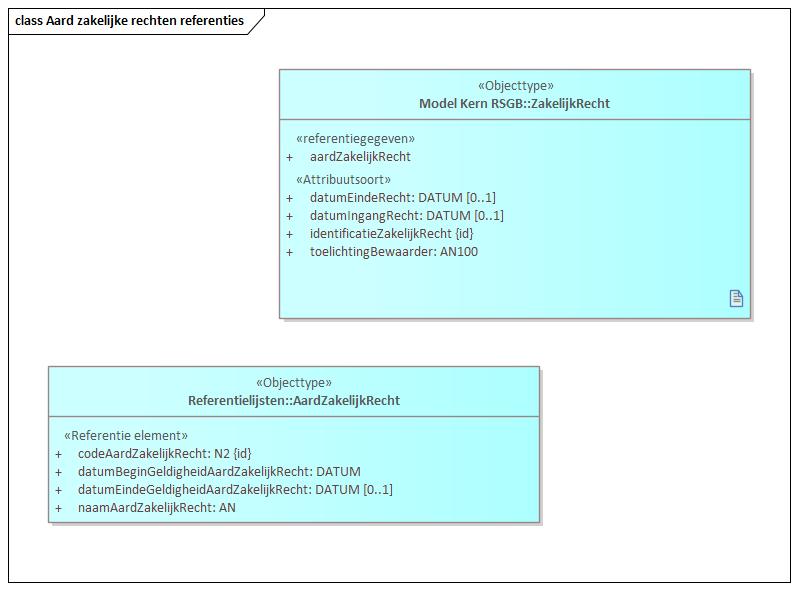 class Aard zakelijke rechten referenties
«Objecttype»
Model Kern RSGB::ZakelijkRecht
«referentiegegeven»
+ aardZakelijkRecht
«Attribuutsoort»
+ datumEindeRecht: DATUM [0..1]
+ datumIngangRecht: DATUM [0..1]
+ identificatieZakelijkRecht {id}
+ toelichtingBewaarder: AN100
«Objecttype»
Referentielijsten::AardZakelijkRecht
«Referentie element»
+ codeAardZakelijkRecht: N2 {id}
+ datumBeginGeldigheidAardZakelijkRecht: DATUM
+ datumEindeGeldigheidAardZakelijkRecht: DATUM [0..1]
+ naamAardZakelijkRecht: AN